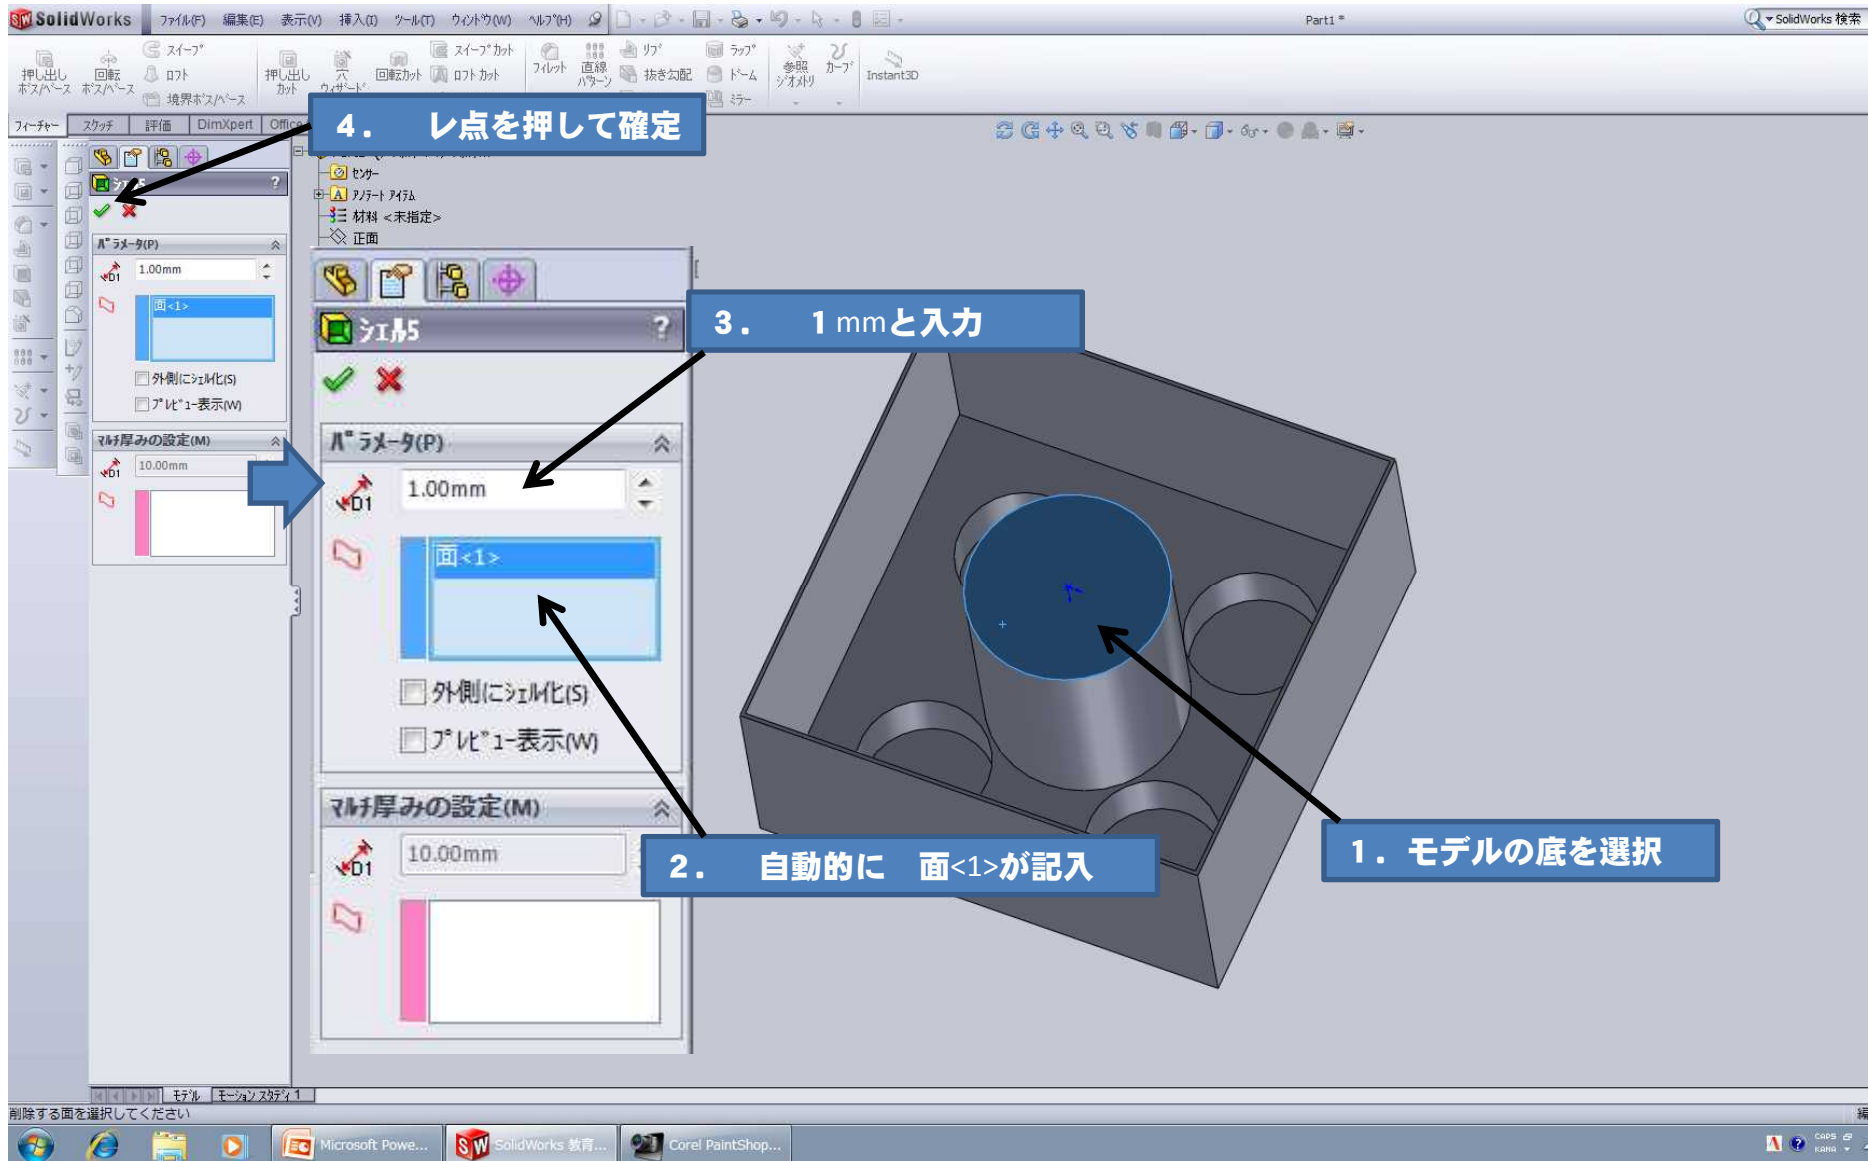 SolidWorks ファイル(F) 編集(E) 表示(V) 挿入(I) ツール(T) ウィンドウ(W) ヘルプ(H) Part1 * SolidWorks 検索
押し出し ボス/ベース
回転 ボス/ベース
スイープ
ロフト
境界ボス/ベース
押し出し カット
穴 ウィザード
回転カット
スイープ カット
ロフト カット
フィレット
直線 パターン
リブ
抜き勾配
ラップ
ドーム
ミラー
参照 ジオメトリ
カーブ
Instant3D
フィーチャー スケッチ 評価 DimXpert Office
4. レ点を押して確定
センサー
アノテート アイテム
材料 <未指定>
正面
?
パラメータ(P)
D1 1.00mm
面<1>
外側にシェル化(S)
プレビュー表示(W)
マルチ厚みの設定(M)
D1 10.00mm
シェル5 ?
パラメータ(P)
D1 1.00mm
面<1>
外側にシェル化(S)
プレビュー表示(W)
マルチ厚みの設定(M)
D1 10.00mm
3. 1mmと入力
2. 自動的に 面<1>が記入
1. モデルの底を選択
モデル モーション スタディ 1
削除する面を選択してください
Microsoft Powe... SolidWorks 教育... Corel PaintShop...
CAPS
KANA